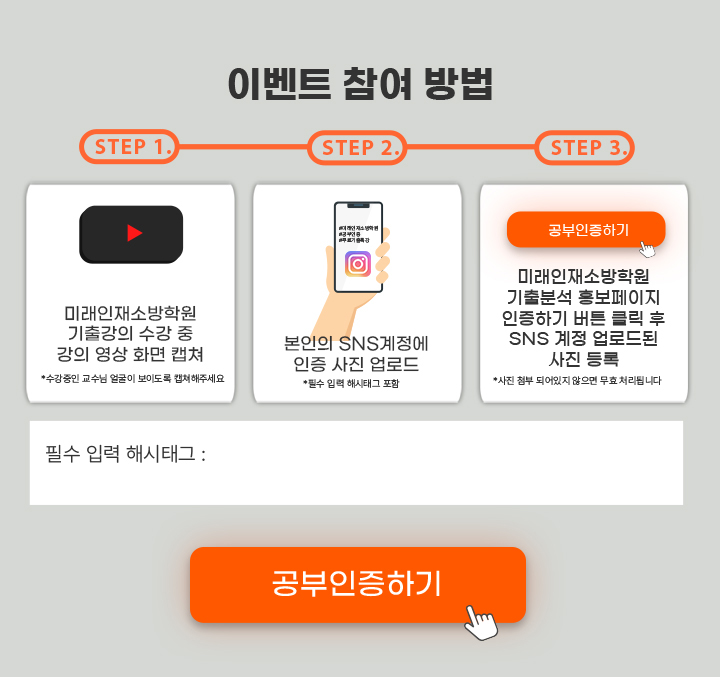 이벤트 참여 방법
STEP 1.
STEP 2.
STEP 3.
미래인재소방학원
기출강의 수강 중
강의 영상 화면 캡쳐
*수강중인 교수님 얼굴이 보이도록 캡쳐해주세요
#미래인재소방학원
#공부인증
#무료기출특강
본인의 SNS계정에
인증 사진 업로드
*필수 입력 해시태그 포함
공부인증하기
미래인재소방학원
기출분석 홍보페이지
인증하기 버튼 클릭 후
SNS 계정 업로드된
사진 등록
*사진 첨부 되어있지 않으면 무효 처리됩니다
필수 입력 해시태그 :
공부인증하기